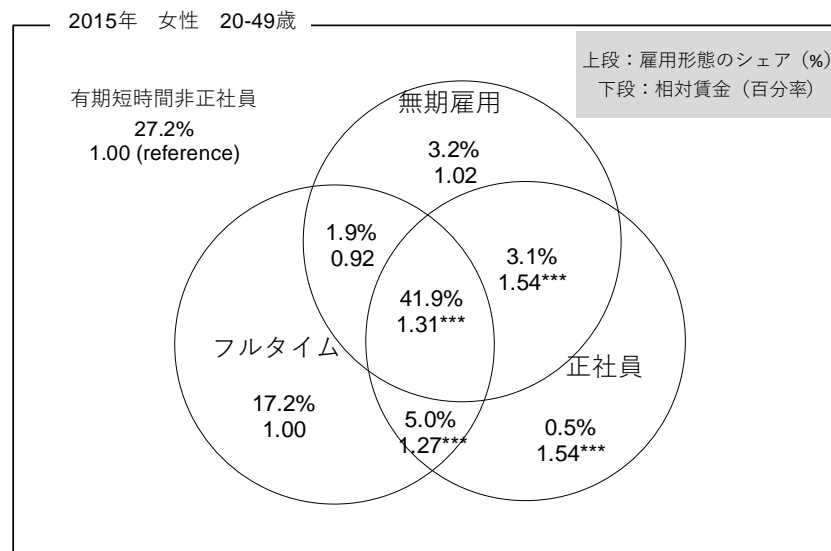 2015年 女性 20-49歳
上段：雇用形態のシェア（%）
下段：相対賃金（百分率）
有期短時間非正社員
27.2%
1.00 (reference)
無期雇用
3.2%
1.02
1.9%
0.92
3.1%
1.54***
41.9%
1.31***
フルタイム
正社員
17.2%
1.00
5.0%
1.27***
0.5%
1.54***